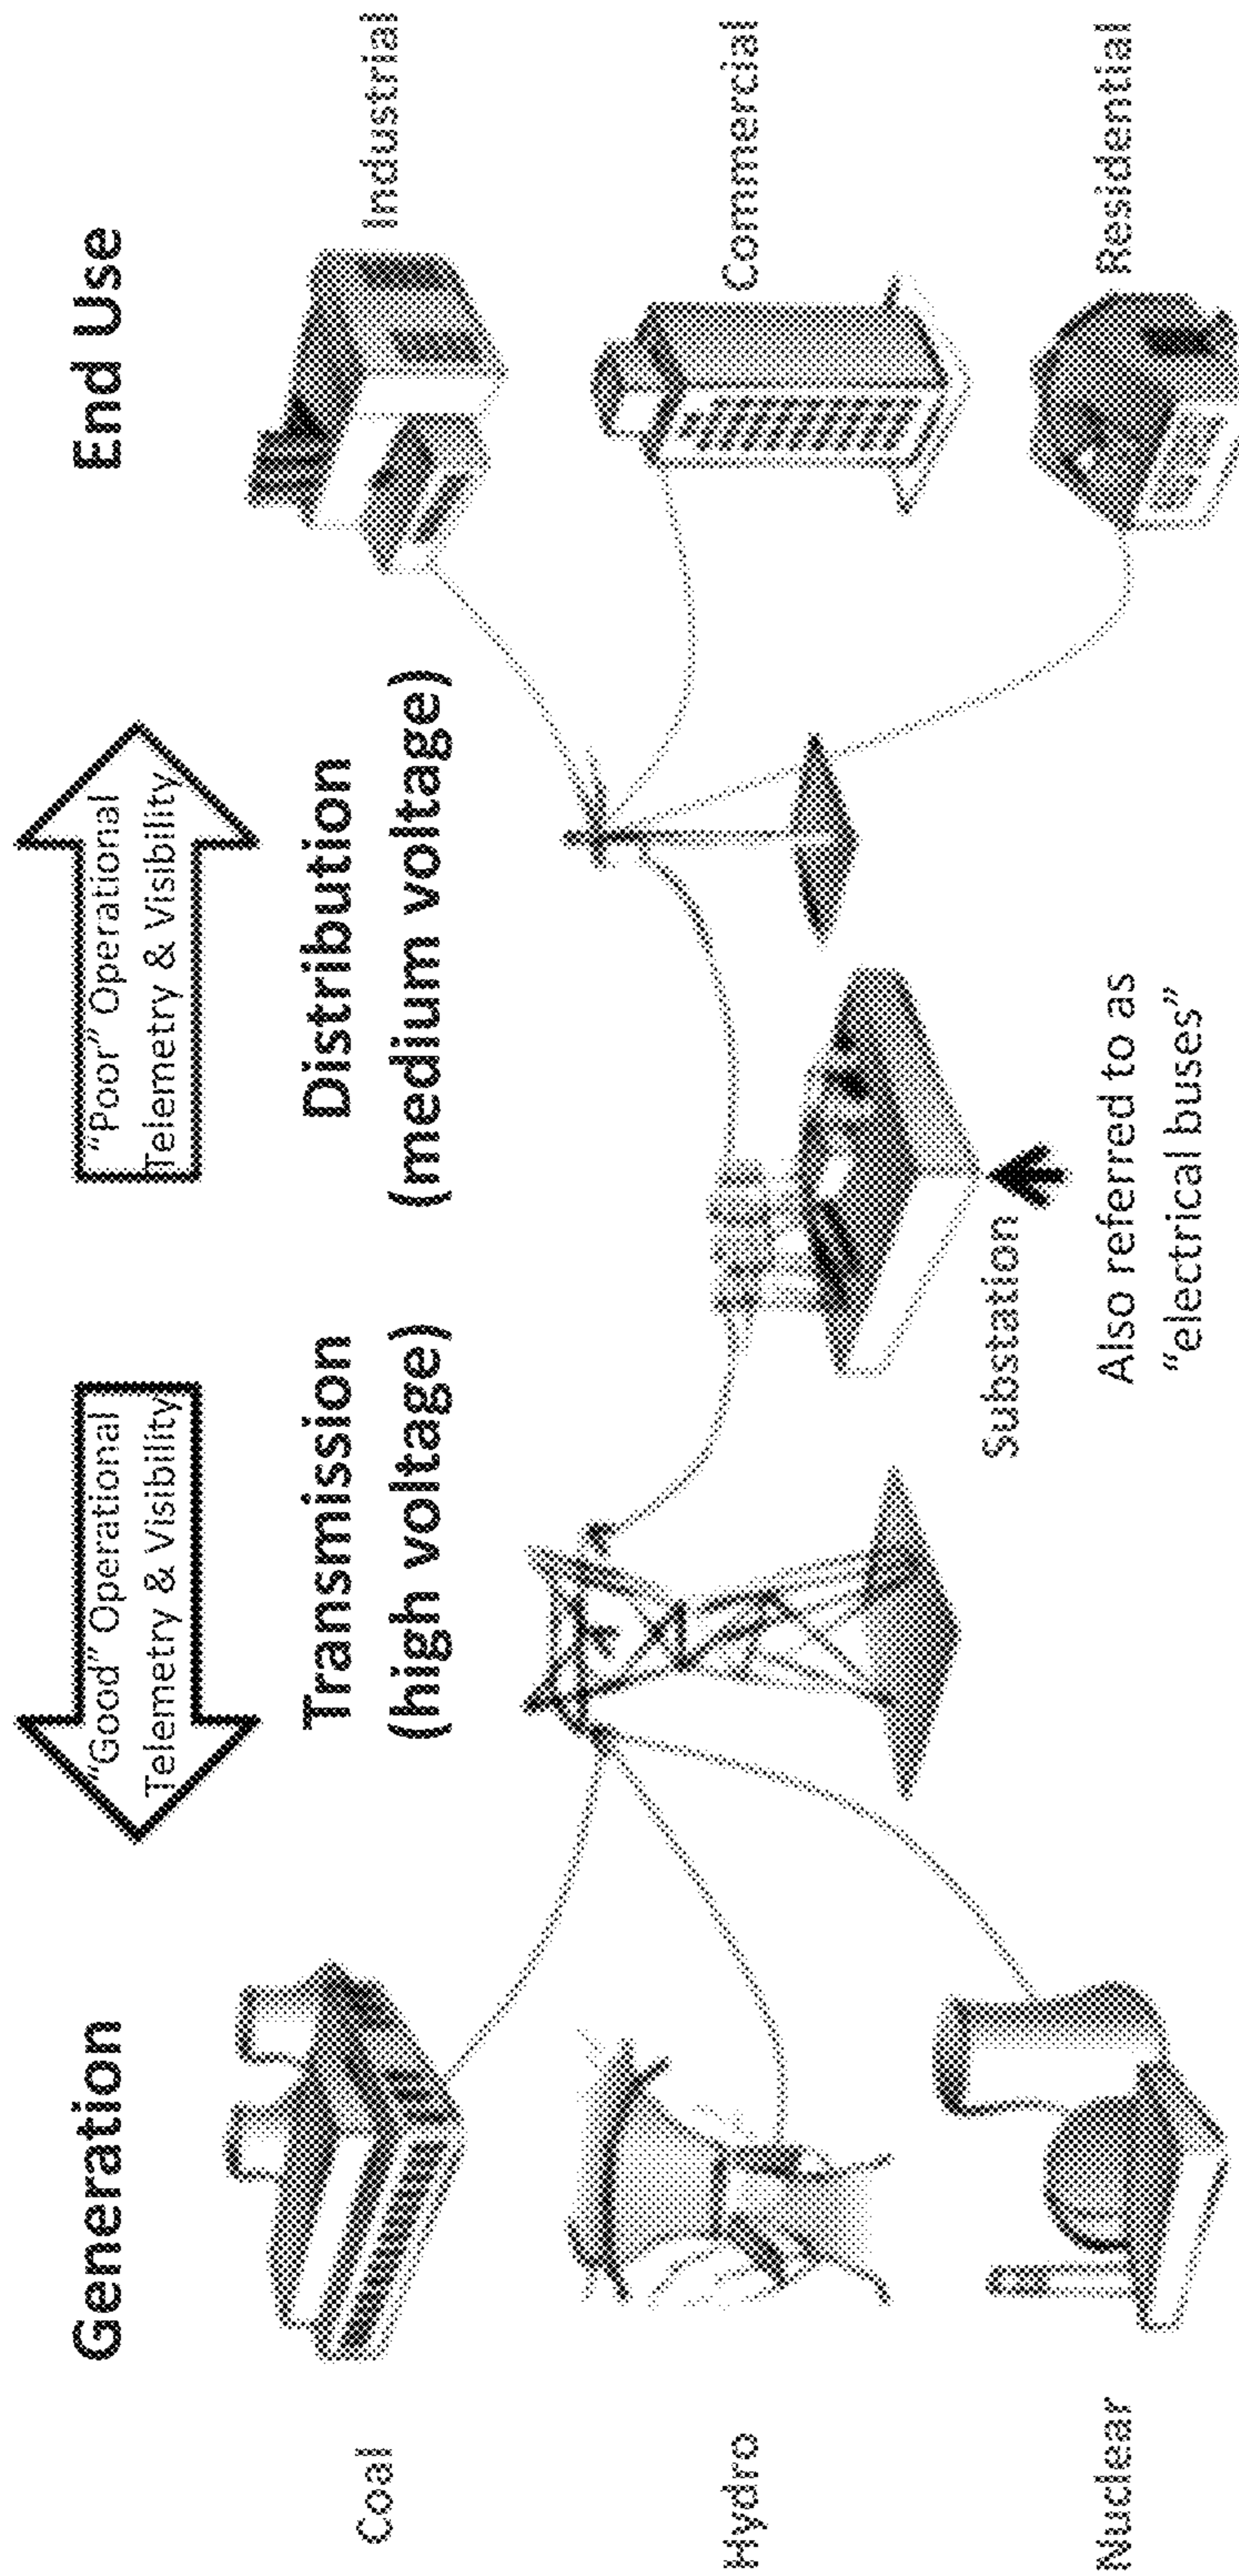 "Good" Operational
Telemetry & Visibility
"Poor" Operational
Telemetry & Visibility
Generation
Transmission
(high voltage)
Distribution
(medium voltage)
End Use
Coal
Hydro
Nuclear
Substation
Also referred to as
"electrical buses"
Industrial
Commercial
Residential